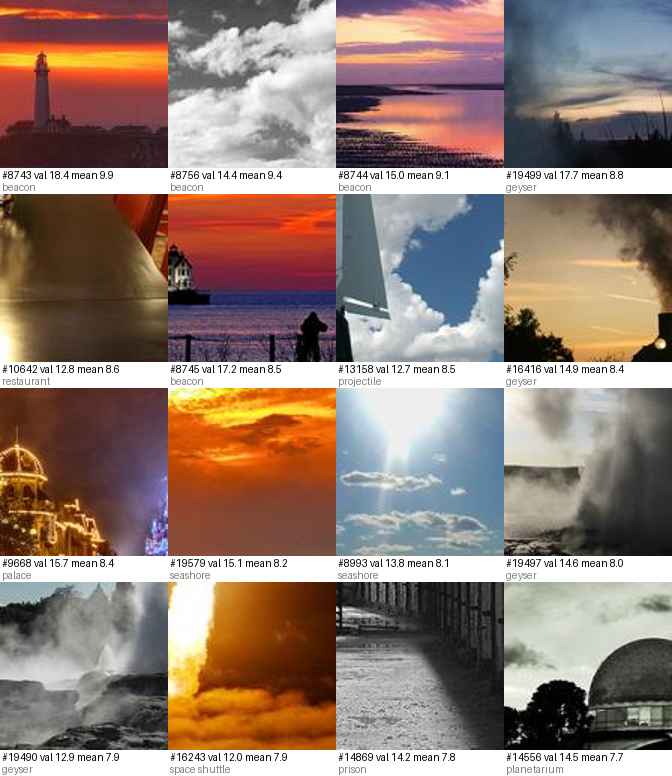 #8743 val 18.4 mean 9.9
beacon
#8756 val 14.4 mean 9.4
beacon
#8744 val 15.0 mean 9.1
beacon
#19499 val 17.7 mean 8.8
geyser
#10642 val 12.8 mean 8.6
restaurant
#8745 val 17.2 mean 8.5
beacon
#13158 val 12.7 mean 8.5
projectile
#16416 val 14.9 mean 8.4
geyser
#9668 val 15.7 mean 8.4
palace
#19579 val 15.1 mean 8.2
seashore
#8993 val 13.8 mean 8.1
seashore
#19497 val 14.6 mean 8.0
geyser
#19490 val 12.9 mean 7.9
geyser
#16243 val 12.0 mean 7.9
space shuttle
#14869 val 14.2 mean 7.8
prison
#14556 val 14.5 mean 7.7
planetarium